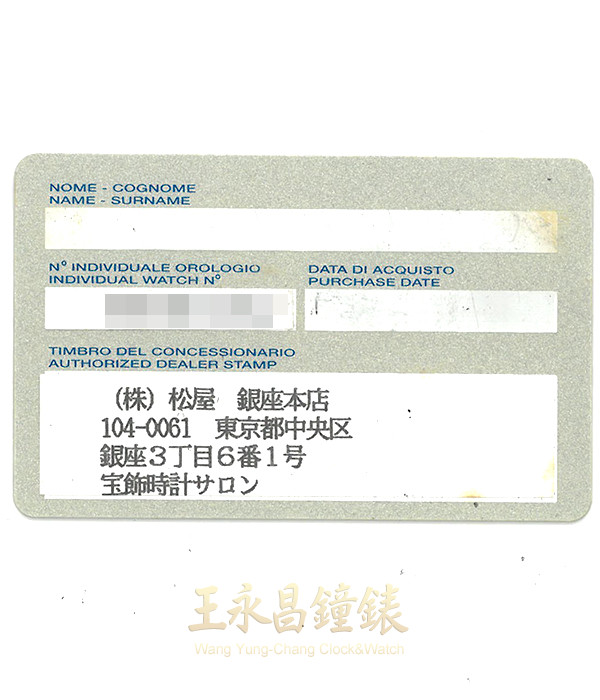 NOME - COGNOME
NAME - SURNAME
N° INDIVIDUALE OROLOGIO
INDIVIDUAL WATCH N°
DATA DI ACQUISTO
PURCHASE DATE
TIMBRO DEL CONCESSIONARIO
AUTHORIZED DEALER STAMP
（株）松屋　銀座本店
104-0061　東京都中央区
銀座３丁目６番１号
宝飾時計サロン
王永昌鐘錶
Wang Yung-Chang Clock&Watch